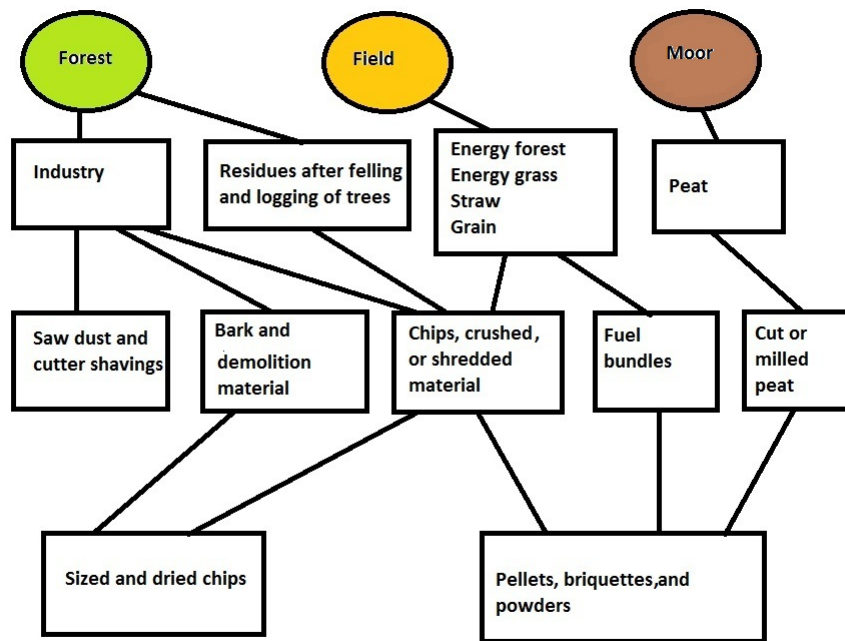 Forest
Field
Moor
Industry
Residues after felling
and logging of trees
Energy forest
Energy grass
Straw
Grain
Peat
Saw dust and
cutter shavings
Bark and
demolition
material
Chips, crushed,
or shredded
material
Fuel
bundles
Cut or
milled
peat
Sized and dried chips
Pellets, briquettes,and
powders